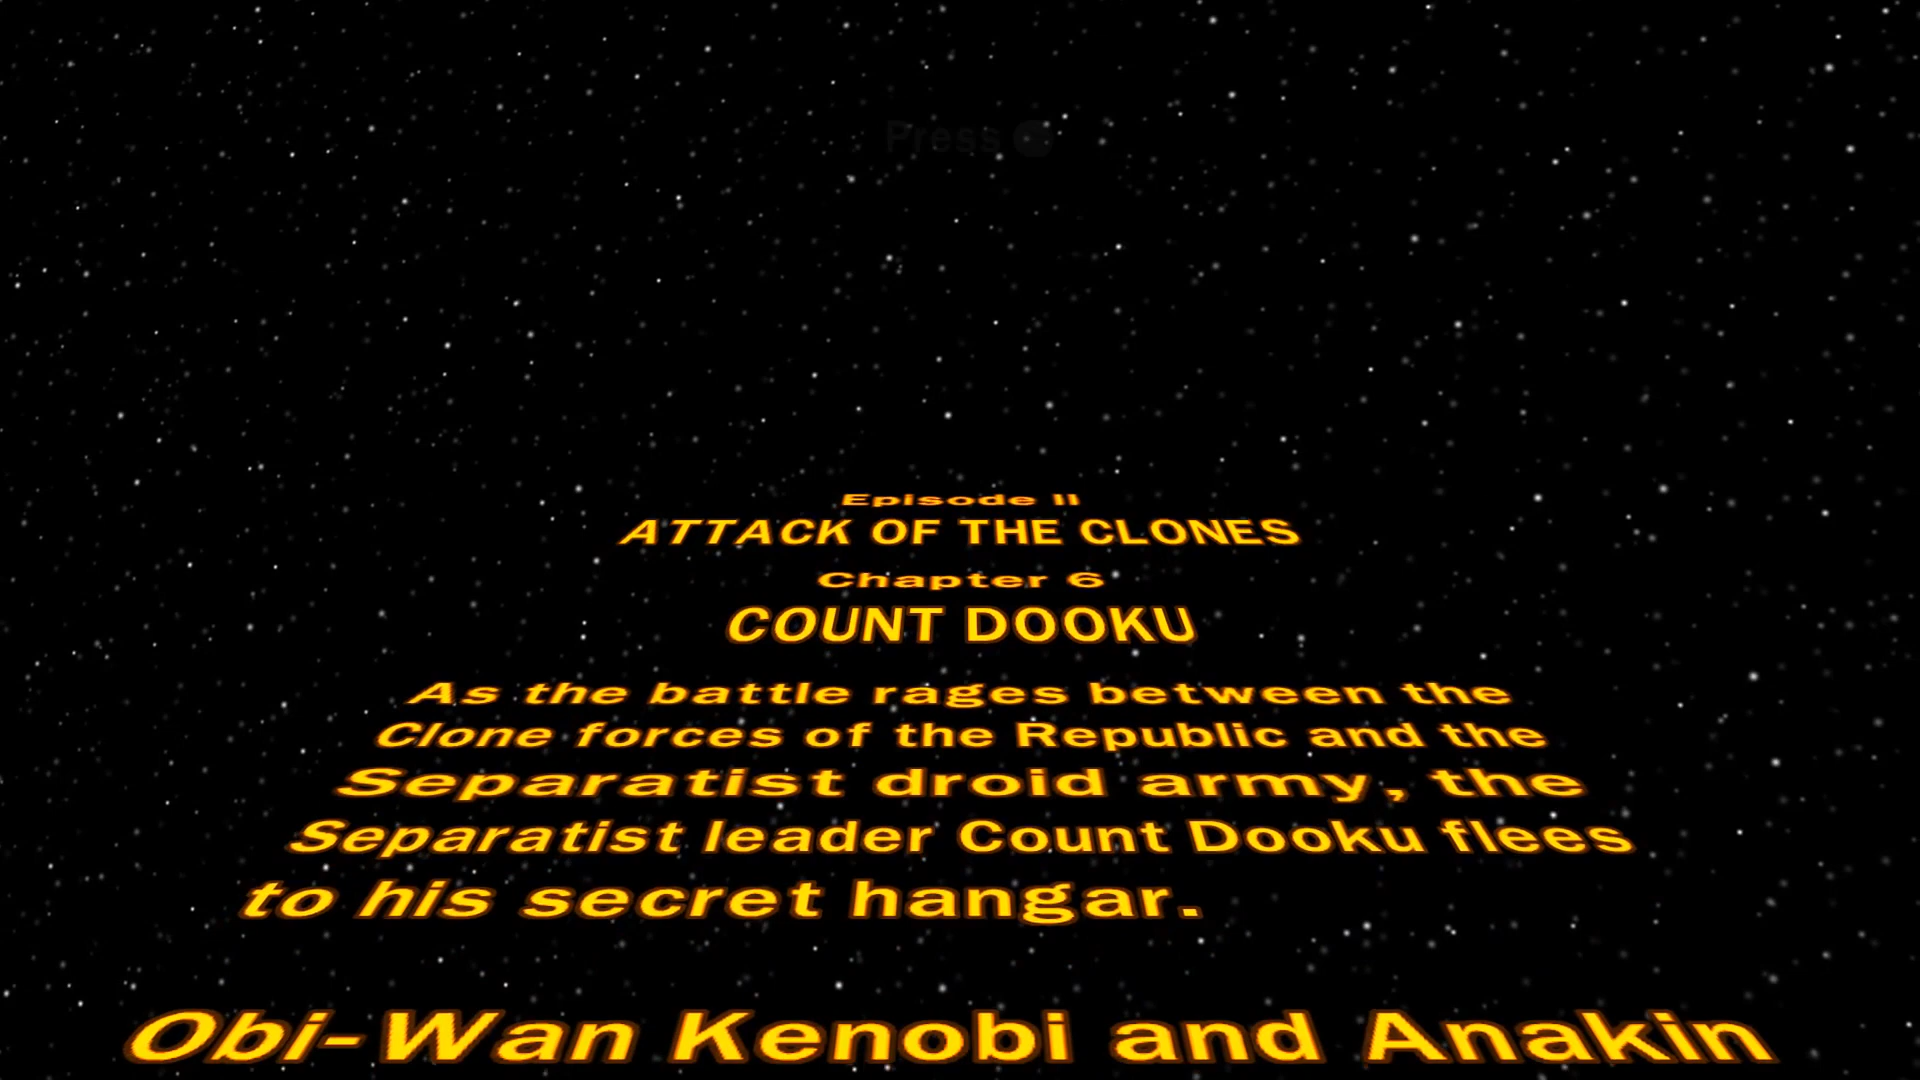 Press
Episode II
ATTACK OF THE CLONES
Chapter 6
COUNT DOOKU
As the battle rages between the
Clone forces of the Republic and the
Separatist droid army, the
Separatist leader Count Dooku flees
to his secret hangar.
Obi-Wan Kenobi and Anakin